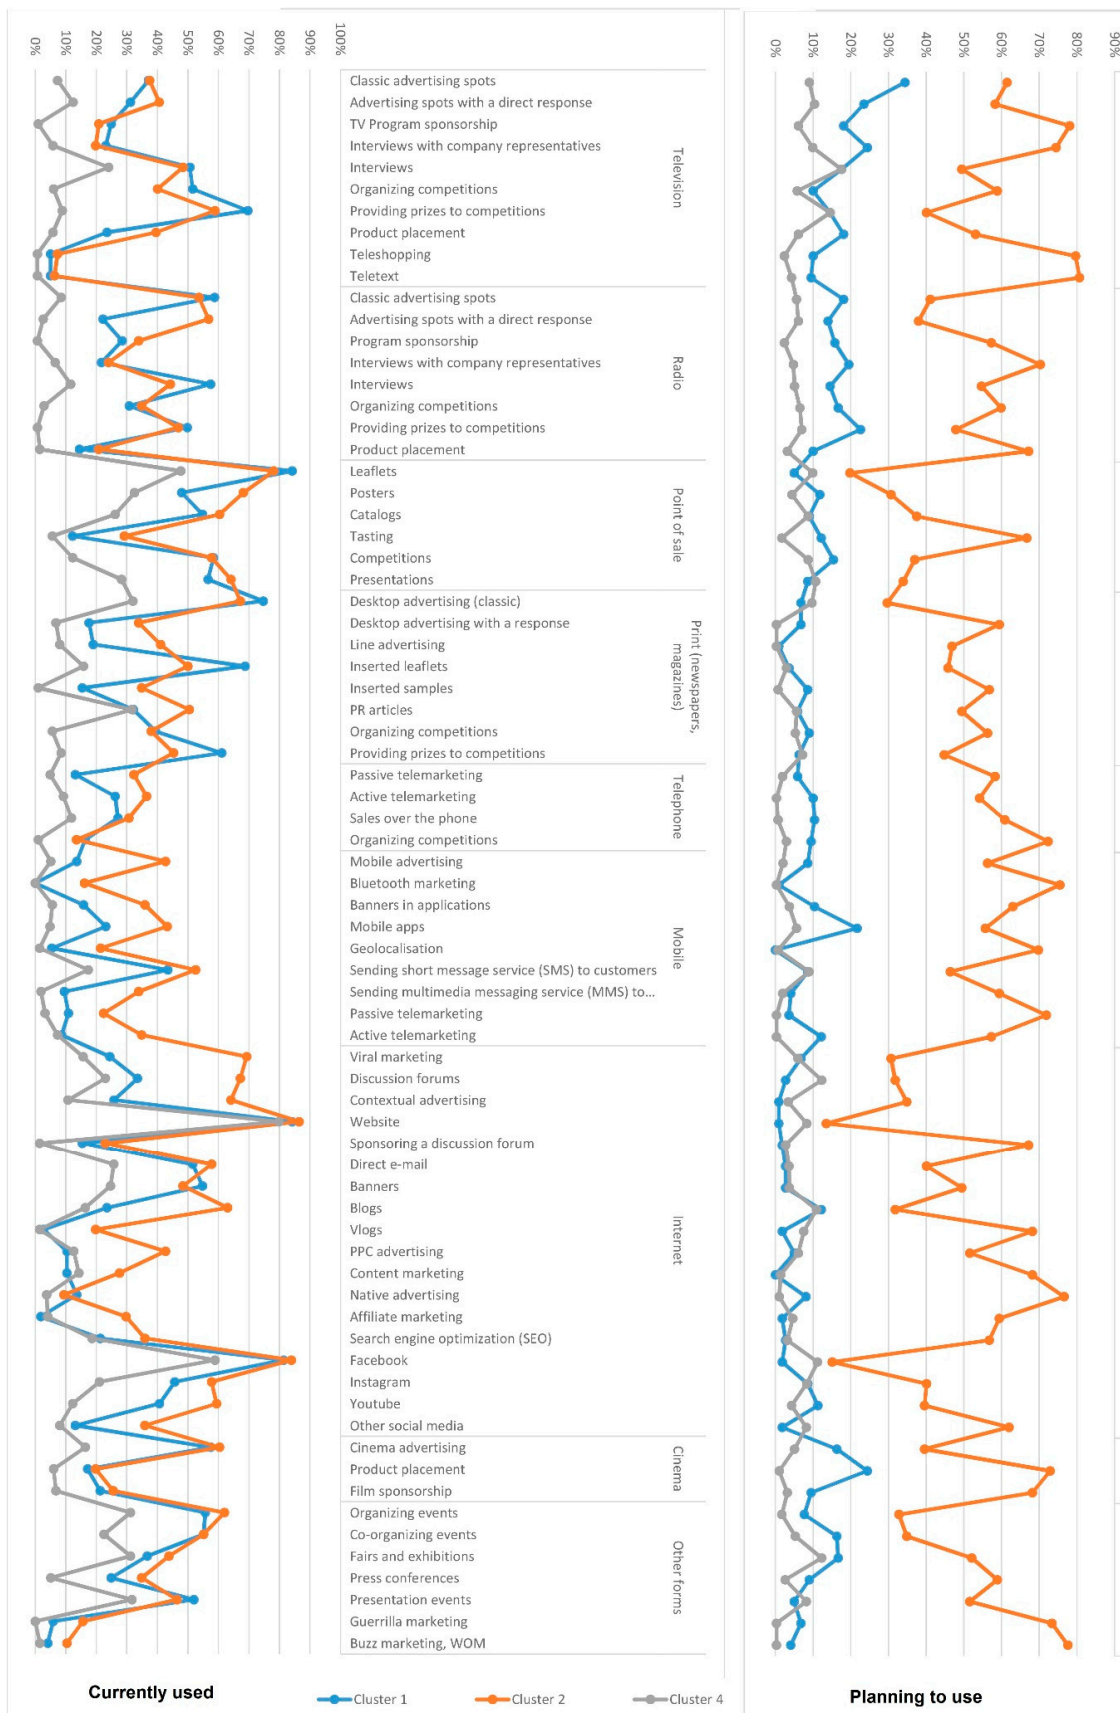 0%
10%
20%
30%
40%
50%
60%
70%
80%
90%
100%
0%
10%
20%
30%
40%
50%
60%
70%
80%
90%
Television
Classic advertising spots
Advertising spots with a direct response
TV Program sponsorship
Interviews with company representatives
Interviews
Organizing competitions
Providing prizes to competitions
Product placement
Teleshopping
Teletext
Radio
Classic advertising spots
Advertising spots with a direct response
Program sponsorship
Interviews with company representatives
Interviews
Organizing competitions
Providing prizes to competitions
Product placement
Point of sale
Leaflets
Posters
Catalogs
Tasting
Competitions
Presentations
Print (newspapers,
magazines)
Desktop advertising (classic)
Desktop advertising with a response
Line advertising
Inserted leaflets
Inserted samples
PR articles
Organizing competitions
Providing prizes to competitions
Telephone
Passive telemarketing
Active telemarketing
Sales over the phone
Organizing competitions
Mobile
Mobile advertising
Bluetooth marketing
Banners in applications
Mobile apps
Geolocalisation
Sending short message service (SMS) to customers
Sending multimedia messaging service (MMS) to...
Passive telemarketing
Active telemarketing
Internet
Viral marketing
Discussion forums
Contextual advertising
Website
Sponsoring a discussion forum
Direct e-mail
Banners
Blogs
Vlogs
PPC advertising
Content marketing
Native advertising
Affiliate marketing
Search engine optimization (SEO)
Facebook
Instagram
Youtube
Other social media
Cinema
Cinema advertising
Product placement
Film sponsorship
Other forms
Organizing events
Co-organizing events
Fairs and exhibitions
Press conferences
Presentation events
Guerrilla marketing
Buzz marketing, WOM
Currently used
Cluster 1
Cluster 2
Cluster 4
Planning to use